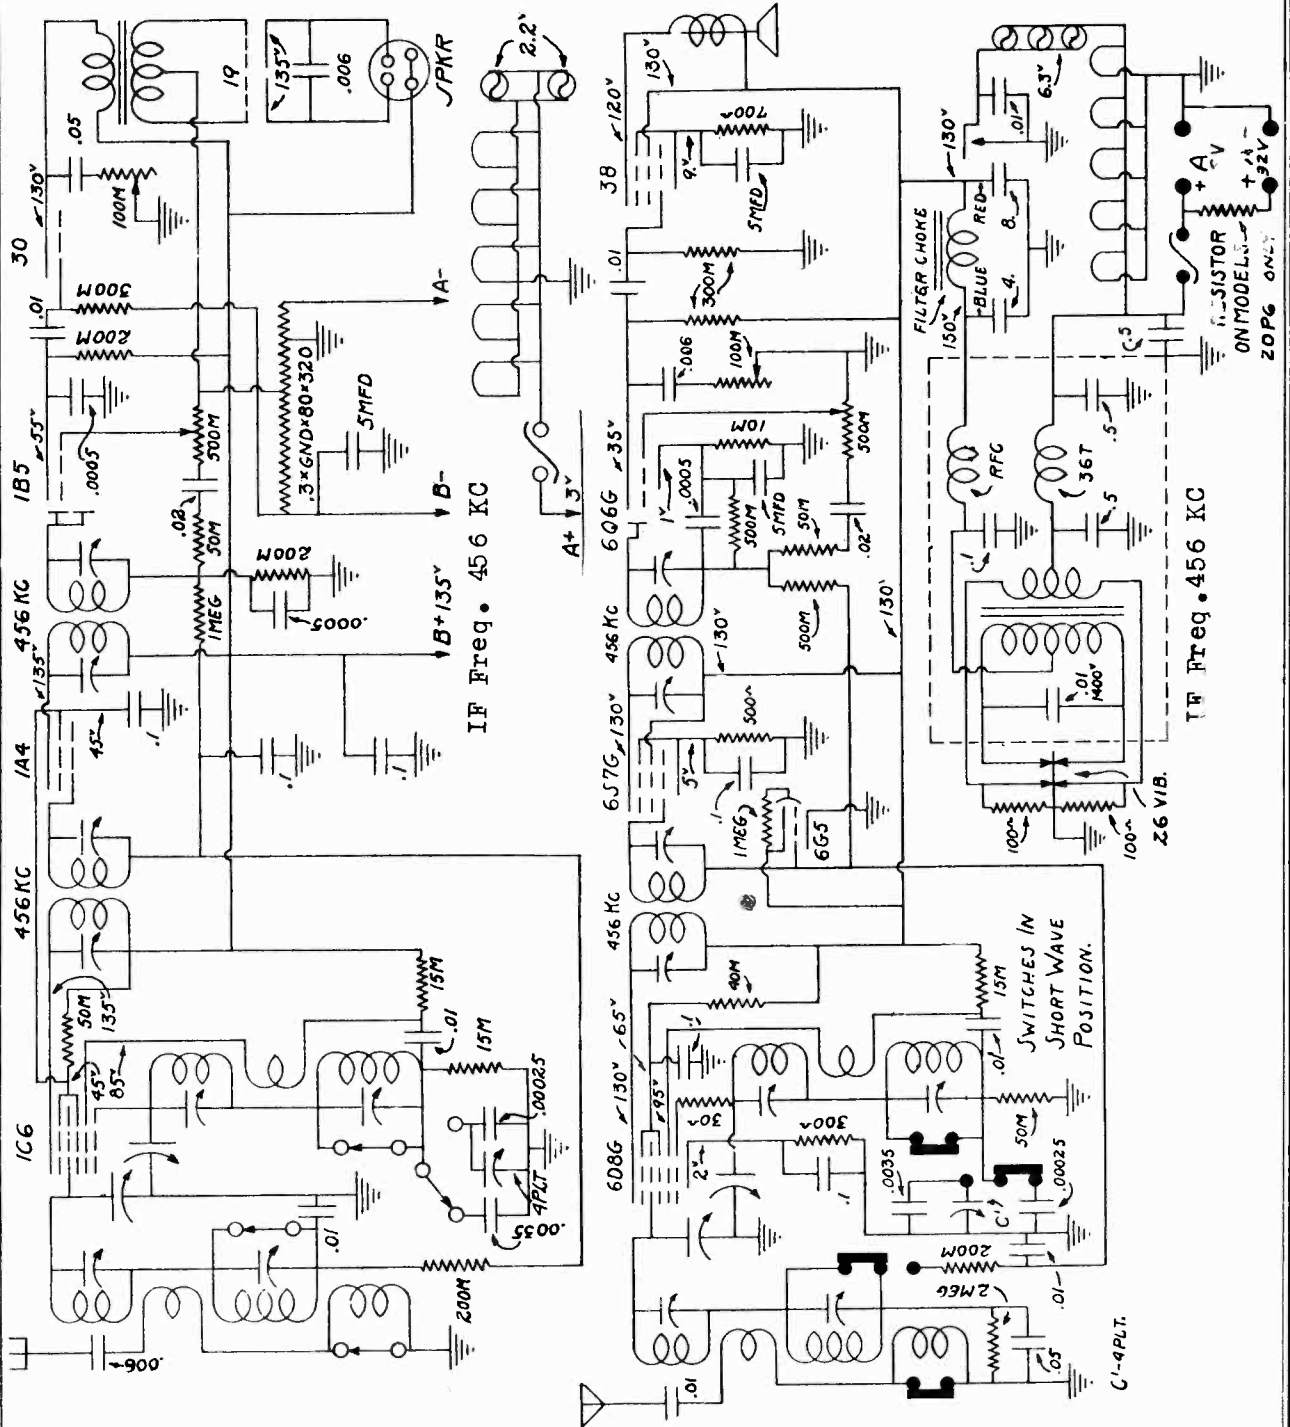 1C6
456KC
1A4
135ᵛ
456KC
1B5
55ᵛ
.01
30
130ᵛ
19
135ᵛ
.006
SPKR
.05
100M
300M
200M
.0005
500M
.02
50M
1MEG
200M
.0005
.3×GND×80×320
5MFD
A-
B-
B+135ᵛ
A+
3ᵛ
2.2ᵛ
IF Freq. 456 KC
45ᵛ
.1
.1
.1
50M
135ᵛ
45ᵛ
85ᵛ
15M
.01
15M
.00025
4PLT
.0035
.01
200M
.006
6D8G
130ᵛ
65ᵛ
456KC
6S7G
130ᵛ
456KC
6Q6G
35ᵛ
.01
38
120ᵛ
130ᵛ
9ᵛ
700~
5MFD
300M
.006
100M
1ᵛ
.0005
10M
500M
5MFD
50M
.02
500M
500M
130ᵛ
130ᵛ
5ᵛ
500~
.1
1MEG
6G5
40M
.1
95ᵛ
30~
2ᵛ
300~
.1
15M
.01
50M
.0035
C'
.00025
200M
.01
2MEG
.05
.01
C'-4PLT.
SWITCHES IN
SHORT WAVE
POSITION.
130ᵛ
FILTER CHOKE
150ᵛ
RED
BLUE
8.
4.
.01
6.3ᵛ
RFC
36T
.1
.5
.5
.5
.01
1400ᵛ
100~
100~
26 VIB.
+ A -
+ 32V -
RESISTOR
ON MODELS
20P6 ONLY
IF Freq. 456 KC